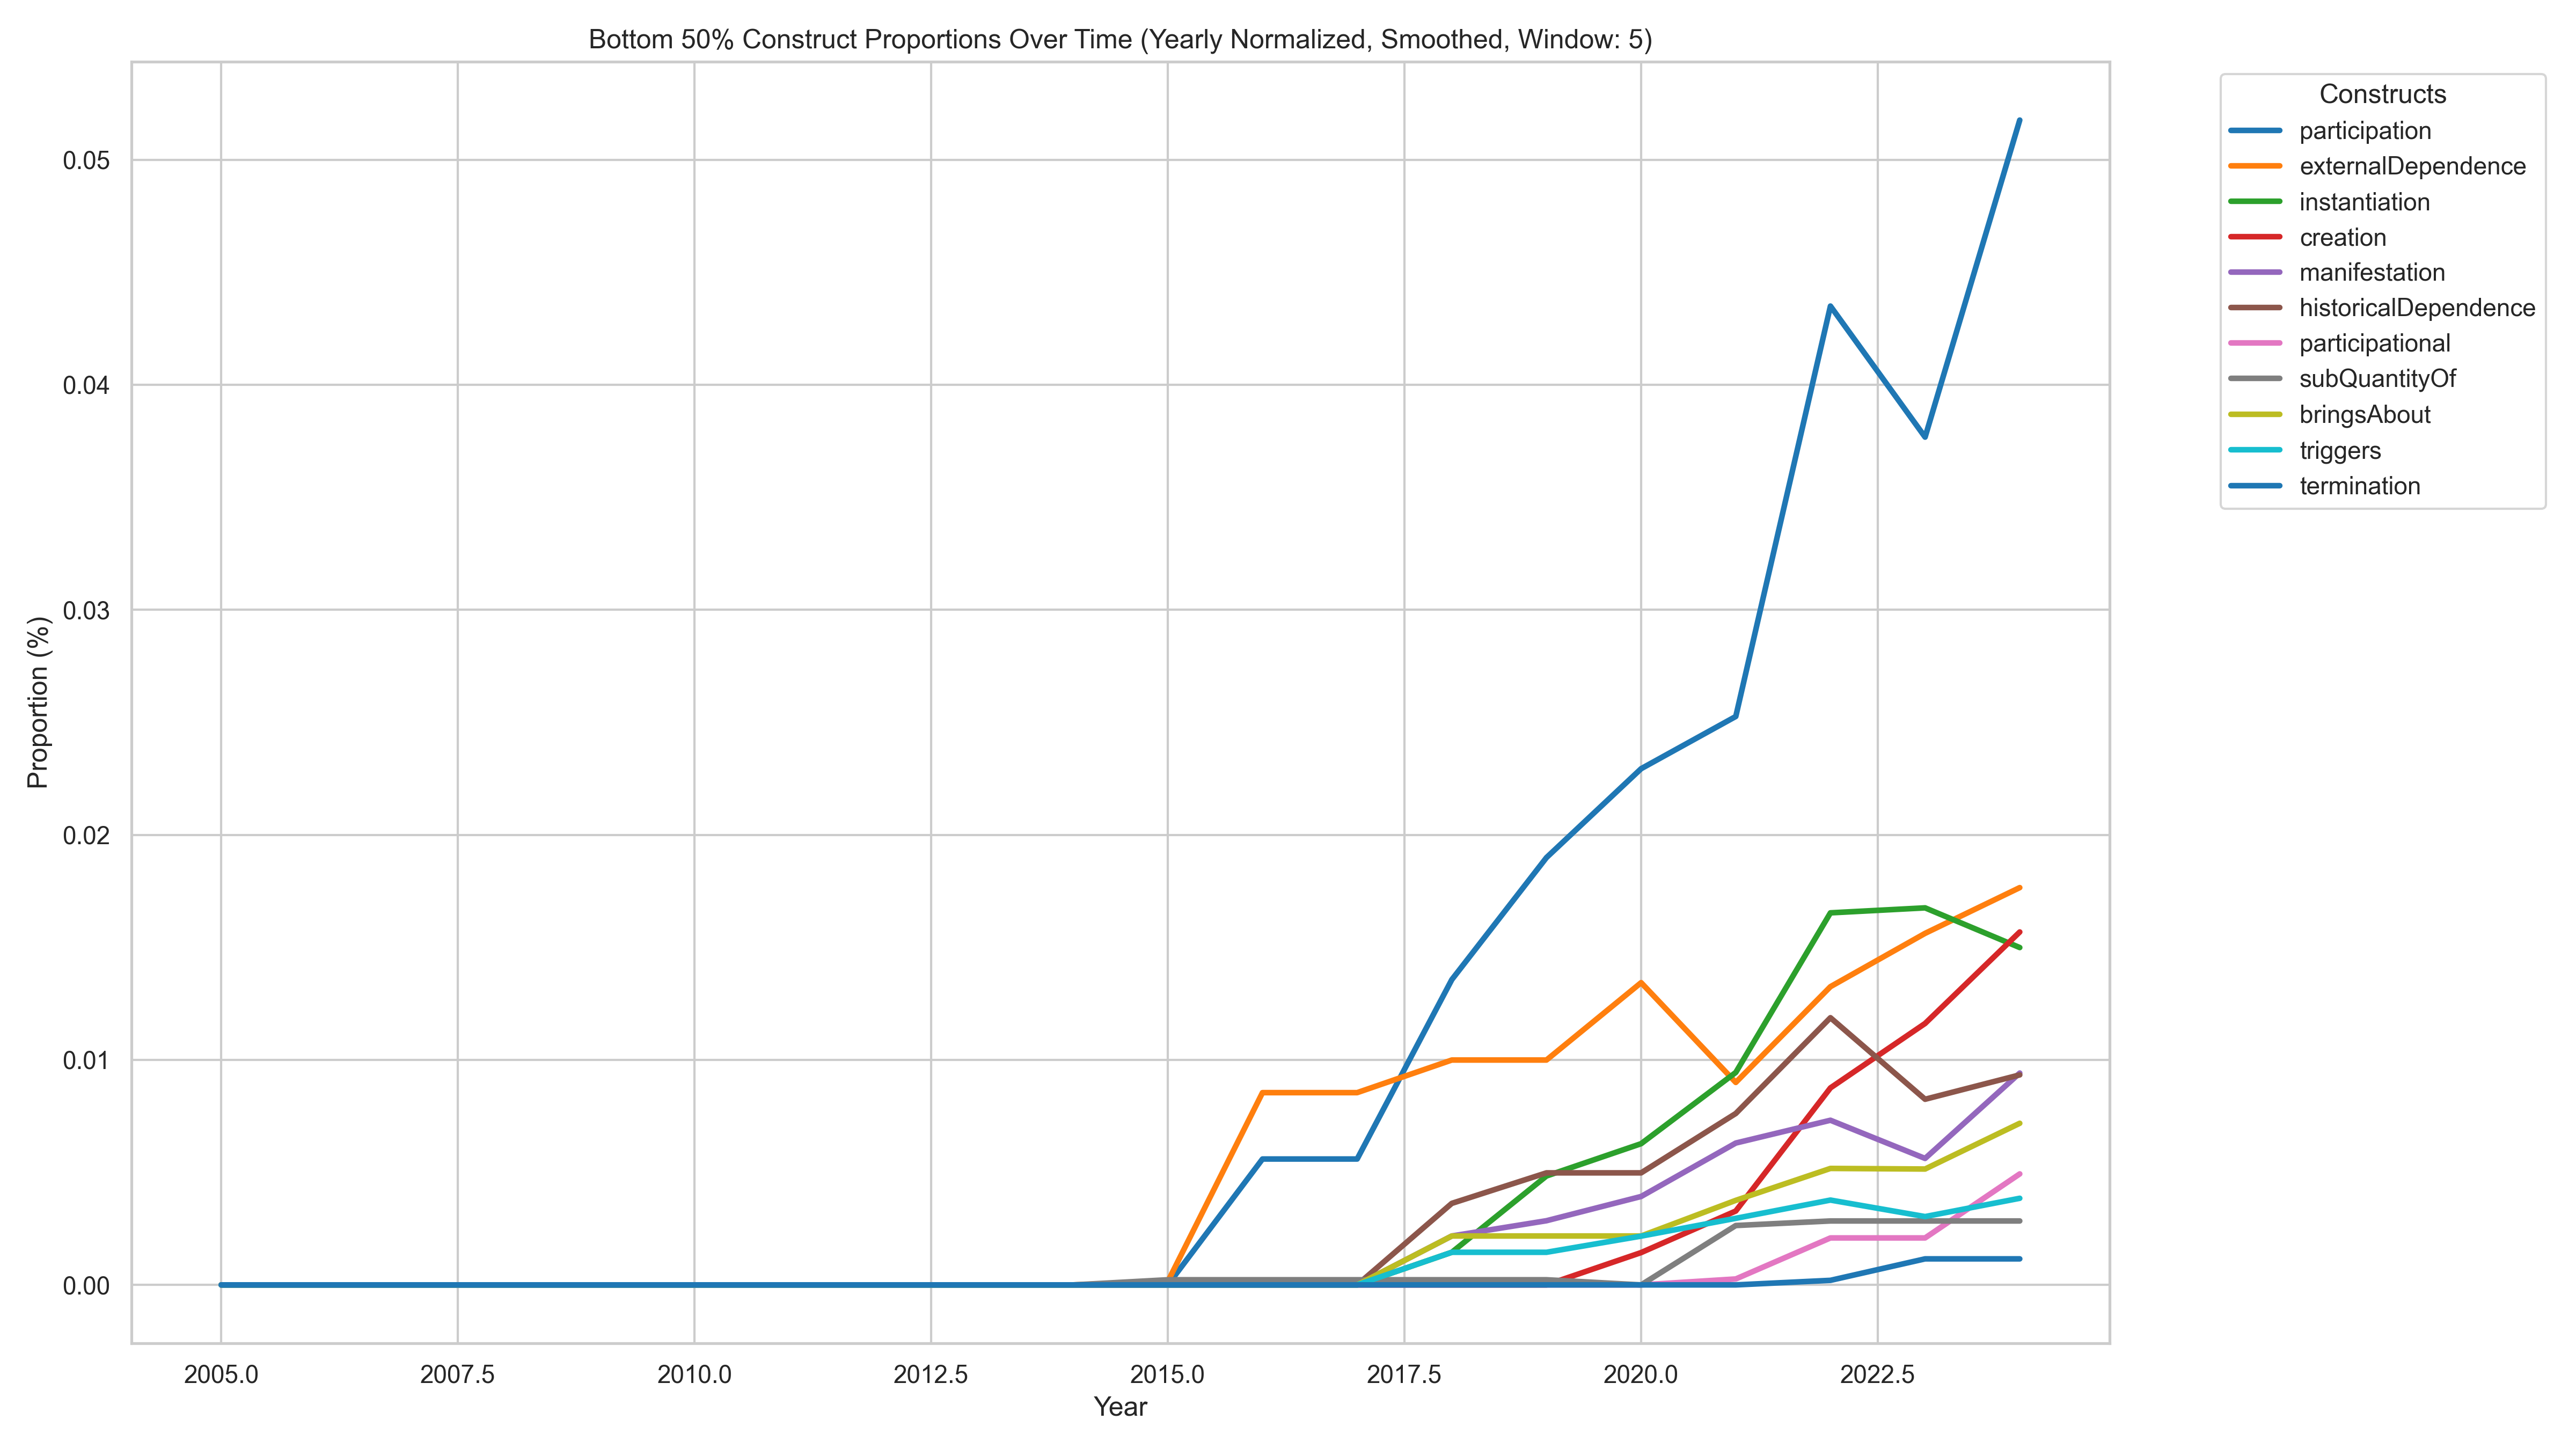 Bottom 50% Construct Proportions Over Time (Yearly Normalized, Smoothed, Window: 5)
Proportion (%)
0.05
0.04
0.03
0.02
0.01
0.00
2005.0
2007.5
2010.0
2012.5
2015.0
2017.5
2020.0
2022.5
Year
Constructs
participation
externalDependence
instantiation
creation
manifestation
historicalDependence
participational
subQuantityOf
bringsAbout
triggers
termination